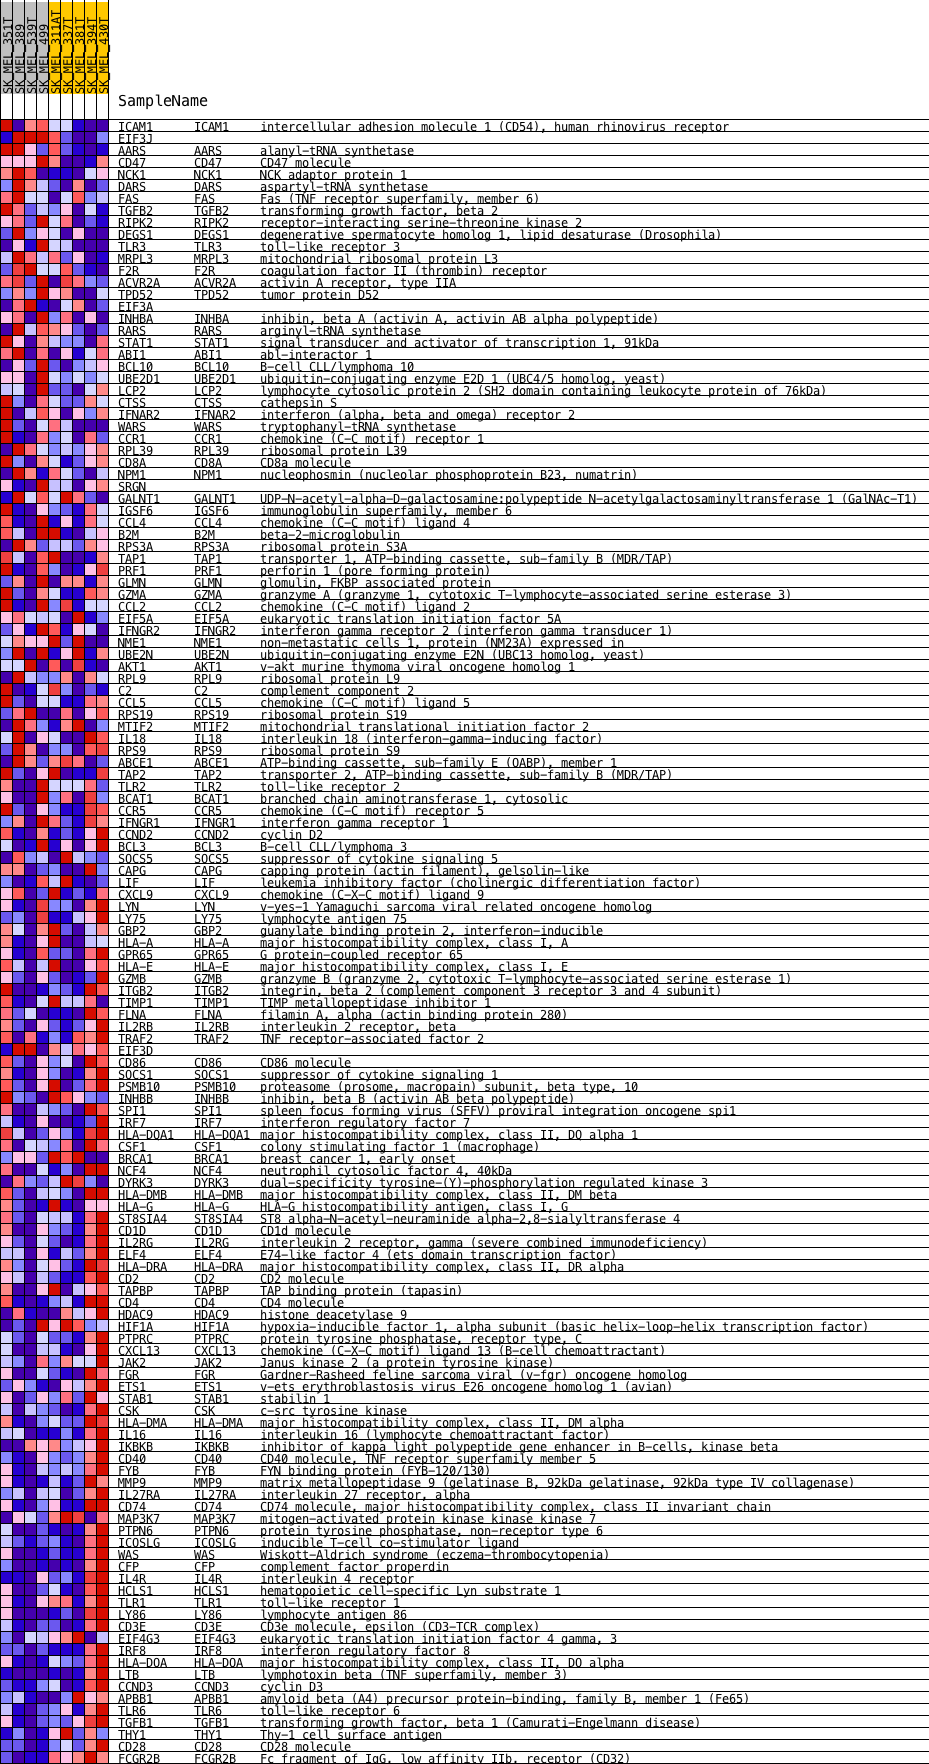 SK_MEL_351T
SK_MEL_389
SK_MEL_539T
SK_MEL_499
SK_MEL_311AT
SK_MEL_337T
SK_MEL_381T
SK_MEL_394T
SK_MEL_430T
SampleName
ICAM1 ICAM1 intercellular adhesion molecule 1 (CD54), human rhinovirus receptor
EIF3J
AARS AARS alanyl-tRNA synthetase
CD47 CD47 CD47 molecule
NCK1 NCK1 NCK adaptor protein 1
DARS DARS aspartyl-tRNA synthetase
FAS FAS Fas (TNF receptor superfamily, member 6)
TGFB2 TGFB2 transforming growth factor, beta 2
RIPK2 RIPK2 receptor-interacting serine-threonine kinase 2
DEGS1 DEGS1 degenerative spermatocyte homolog 1, lipid desaturase (Drosophila)
TLR3 TLR3 toll-like receptor 3
MRPL3 MRPL3 mitochondrial ribosomal protein L3
F2R F2R coagulation factor II (thrombin) receptor
ACVR2A ACVR2A activin A receptor, type IIA
TPD52 TPD52 tumor protein D52
EIF3A
INHBA INHBA inhibin, beta A (activin A, activin AB alpha polypeptide)
RARS RARS arginyl-tRNA synthetase
STAT1 STAT1 signal transducer and activator of transcription 1, 91kDa
ABI1 ABI1 abl-interactor 1
BCL10 BCL10 B-cell CLL/lymphoma 10
UBE2D1 UBE2D1 ubiquitin-conjugating enzyme E2D 1 (UBC4/5 homolog, yeast)
LCP2 LCP2 lymphocyte cytosolic protein 2 (SH2 domain containing leukocyte protein of 76kDa)
CTSS CTSS cathepsin S
IFNAR2 IFNAR2 interferon (alpha, beta and omega) receptor 2
WARS WARS tryptophanyl-tRNA synthetase
CCR1 CCR1 chemokine (C-C motif) receptor 1
RPL39 RPL39 ribosomal protein L39
CD8A CD8A CD8a molecule
NPM1 NPM1 nucleophosmin (nucleolar phosphoprotein B23, numatrin)
SRGN
GALNT1 GALNT1 UDP-N-acetyl-alpha-D-galactosamine:polypeptide N-acetylgalactosaminyltransferase 1 (GalNAc-T1)
IGSF6 IGSF6 immunoglobulin superfamily, member 6
CCL4 CCL4 chemokine (C-C motif) ligand 4
B2M B2M beta-2-microglobulin
RPS3A RPS3A ribosomal protein S3A
TAP1 TAP1 transporter 1, ATP-binding cassette, sub-family B (MDR/TAP)
PRF1 PRF1 perforin 1 (pore forming protein)
GLMN GLMN glomulin, FKBP associated protein
GZMA GZMA granzyme A (granzyme 1, cytotoxic T-lymphocyte-associated serine esterase 3)
CCL2 CCL2 chemokine (C-C motif) ligand 2
EIF5A EIF5A eukaryotic translation initiation factor 5A
IFNGR2 IFNGR2 interferon gamma receptor 2 (interferon gamma transducer 1)
NME1 NME1 non-metastatic cells 1, protein (NM23A) expressed in
UBE2N UBE2N ubiquitin-conjugating enzyme E2N (UBC13 homolog, yeast)
AKT1 AKT1 v-akt murine thymoma viral oncogene homolog 1
RPL9 RPL9 ribosomal protein L9
C2 C2 complement component 2
CCL5 CCL5 chemokine (C-C motif) ligand 5
RPS19 RPS19 ribosomal protein S19
MTIF2 MTIF2 mitochondrial translational initiation factor 2
IL18 IL18 interleukin 18 (interferon-gamma-inducing factor)
RPS9 RPS9 ribosomal protein S9
ABCE1 ABCE1 ATP-binding cassette, sub-family E (OABP), member 1
TAP2 TAP2 transporter 2, ATP-binding cassette, sub-family B (MDR/TAP)
TLR2 TLR2 toll-like receptor 2
BCAT1 BCAT1 branched chain aminotransferase 1, cytosolic
CCR5 CCR5 chemokine (C-C motif) receptor 5
IFNGR1 IFNGR1 interferon gamma receptor 1
CCND2 CCND2 cyclin D2
BCL3 BCL3 B-cell CLL/lymphoma 3
SOCS5 SOCS5 suppressor of cytokine signaling 5
CAPG CAPG capping protein (actin filament), gelsolin-like
LIF LIF leukemia inhibitory factor (cholinergic differentiation factor)
CXCL9 CXCL9 chemokine (C-X-C motif) ligand 9
LYN LYN v-yes-1 Yamaguchi sarcoma viral related oncogene homolog
LY75 LY75 lymphocyte antigen 75
GBP2 GBP2 guanylate binding protein 2, interferon-inducible
HLA-A HLA-A major histocompatibility complex, class I, A
GPR65 GPR65 G protein-coupled receptor 65
HLA-E HLA-E major histocompatibility complex, class I, E
GZMB GZMB granzyme B (granzyme 2, cytotoxic T-lymphocyte-associated serine esterase 1)
ITGB2 ITGB2 integrin, beta 2 (complement component 3 receptor 3 and 4 subunit)
TIMP1 TIMP1 TIMP metallopeptidase inhibitor 1
FLNA FLNA filamin A, alpha (actin binding protein 280)
IL2RB IL2RB interleukin 2 receptor, beta
TRAF2 TRAF2 TNF receptor-associated factor 2
EIF3D
CD86 CD86 CD86 molecule
SOCS1 SOCS1 suppressor of cytokine signaling 1
PSMB10 PSMB10 proteasome (prosome, macropain) subunit, beta type, 10
INHBB INHBB inhibin, beta B (activin AB beta polypeptide)
SPI1 SPI1 spleen focus forming virus (SFFV) proviral integration oncogene spi1
IRF7 IRF7 interferon regulatory factor 7
HLA-DQA1 HLA-DQA1 major histocompatibility complex, class II, DQ alpha 1
CSF1 CSF1 colony stimulating factor 1 (macrophage)
BRCA1 BRCA1 breast cancer 1, early onset
NCF4 NCF4 neutrophil cytosolic factor 4, 40kDa
DYRK3 DYRK3 dual-specificity tyrosine-(Y)-phosphorylation regulated kinase 3
HLA-DMB HLA-DMB major histocompatibility complex, class II, DM beta
HLA-G HLA-G HLA-G histocompatibility antigen, class I, G
ST8SIA4 ST8SIA4 ST8 alpha-N-acetyl-neuraminide alpha-2,8-sialyltransferase 4
CD1D CD1D CD1d molecule
IL2RG IL2RG interleukin 2 receptor, gamma (severe combined immunodeficiency)
ELF4 ELF4 E74-like factor 4 (ets domain transcription factor)
HLA-DRA HLA-DRA major histocompatibility complex, class II, DR alpha
CD2 CD2 CD2 molecule
TAPBP TAPBP TAP binding protein (tapasin)
CD4 CD4 CD4 molecule
HDAC9 HDAC9 histone deacetylase 9
HIF1A HIF1A hypoxia-inducible factor 1, alpha subunit (basic helix-loop-helix transcription factor)
PTPRC PTPRC protein tyrosine phosphatase, receptor type, C
CXCL13 CXCL13 chemokine (C-X-C motif) ligand 13 (B-cell chemoattractant)
JAK2 JAK2 Janus kinase 2 (a protein tyrosine kinase)
FGR FGR Gardner-Rasheed feline sarcoma viral (v-fgr) oncogene homolog
ETS1 ETS1 v-ets erythroblastosis virus E26 oncogene homolog 1 (avian)
STAB1 STAB1 stabilin 1
CSK CSK c-src tyrosine kinase
HLA-DMA HLA-DMA major histocompatibility complex, class II, DM alpha
IL16 IL16 interleukin 16 (lymphocyte chemoattractant factor)
IKBKB IKBKB inhibitor of kappa light polypeptide gene enhancer in B-cells, kinase beta
CD40 CD40 CD40 molecule, TNF receptor superfamily member 5
FYB FYB FYN binding protein (FYB-120/130)
MMP9 MMP9 matrix metallopeptidase 9 (gelatinase B, 92kDa gelatinase, 92kDa type IV collagenase)
IL27RA IL27RA interleukin 27 receptor, alpha
CD74 CD74 CD74 molecule, major histocompatibility complex, class II invariant chain
MAP3K7 MAP3K7 mitogen-activated protein kinase kinase kinase 7
PTPN6 PTPN6 protein tyrosine phosphatase, non-receptor type 6
ICOSLG ICOSLG inducible T-cell co-stimulator ligand
WAS WAS Wiskott-Aldrich syndrome (eczema-thrombocytopenia)
CFP CFP complement factor properdin
IL4R IL4R interleukin 4 receptor
HCLS1 HCLS1 hematopoietic cell-specific Lyn substrate 1
TLR1 TLR1 toll-like receptor 1
LY86 LY86 lymphocyte antigen 86
CD3E CD3E CD3e molecule, epsilon (CD3-TCR complex)
EIF4G3 EIF4G3 eukaryotic translation initiation factor 4 gamma, 3
IRF8 IRF8 interferon regulatory factor 8
HLA-DOA HLA-DOA major histocompatibility complex, class II, DO alpha
LTB LTB lymphotoxin beta (TNF superfamily, member 3)
CCND3 CCND3 cyclin D3
APBB1 APBB1 amyloid beta (A4) precursor protein-binding, family B, member 1 (Fe65)
TLR6 TLR6 toll-like receptor 6
TGFB1 TGFB1 transforming growth factor, beta 1 (Camurati-Engelmann disease)
THY1 THY1 Thy-1 cell surface antigen
CD28 CD28 CD28 molecule
FCGR2B FCGR2B Fc fragment of IgG, low affinity IIb, receptor (CD32)